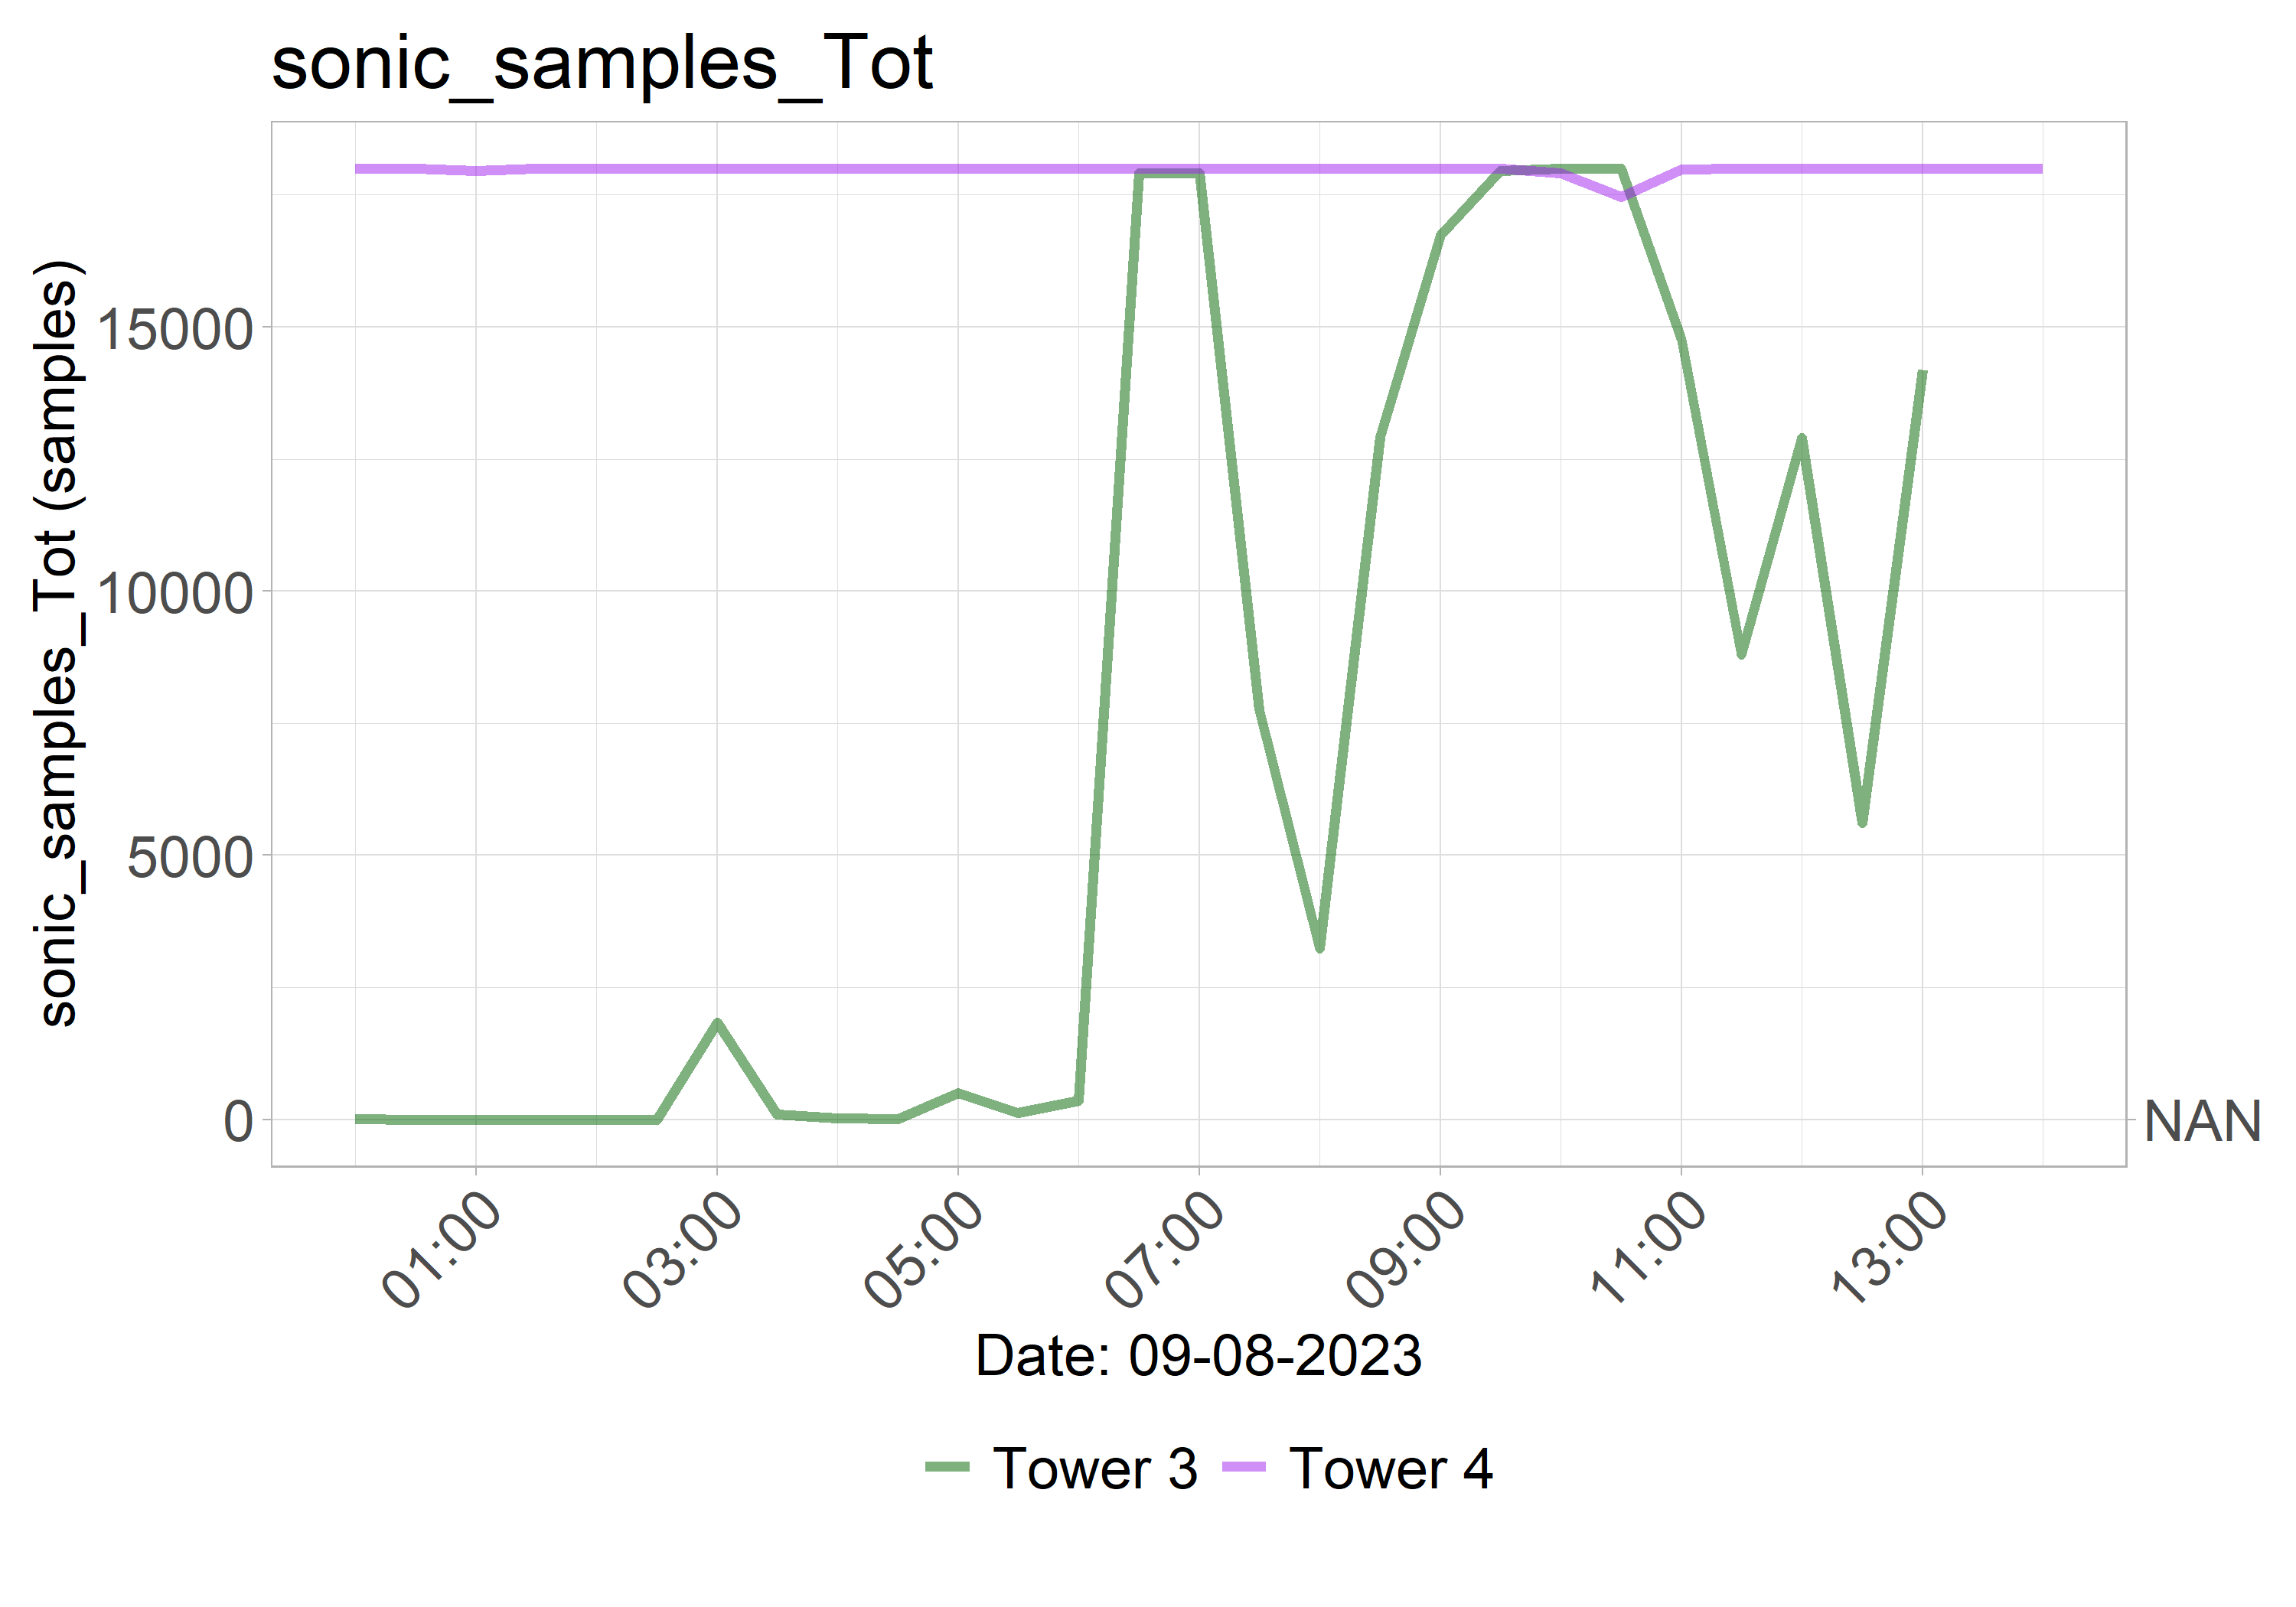 sonic_samples_Tot
sonic_samples_Tot (samples)
15000
10000
5000
0
NAN
01:00
03:00
05:00
07:00
09:00
11:00
13:00
Date: 09-08-2023
Tower 3
Tower 4